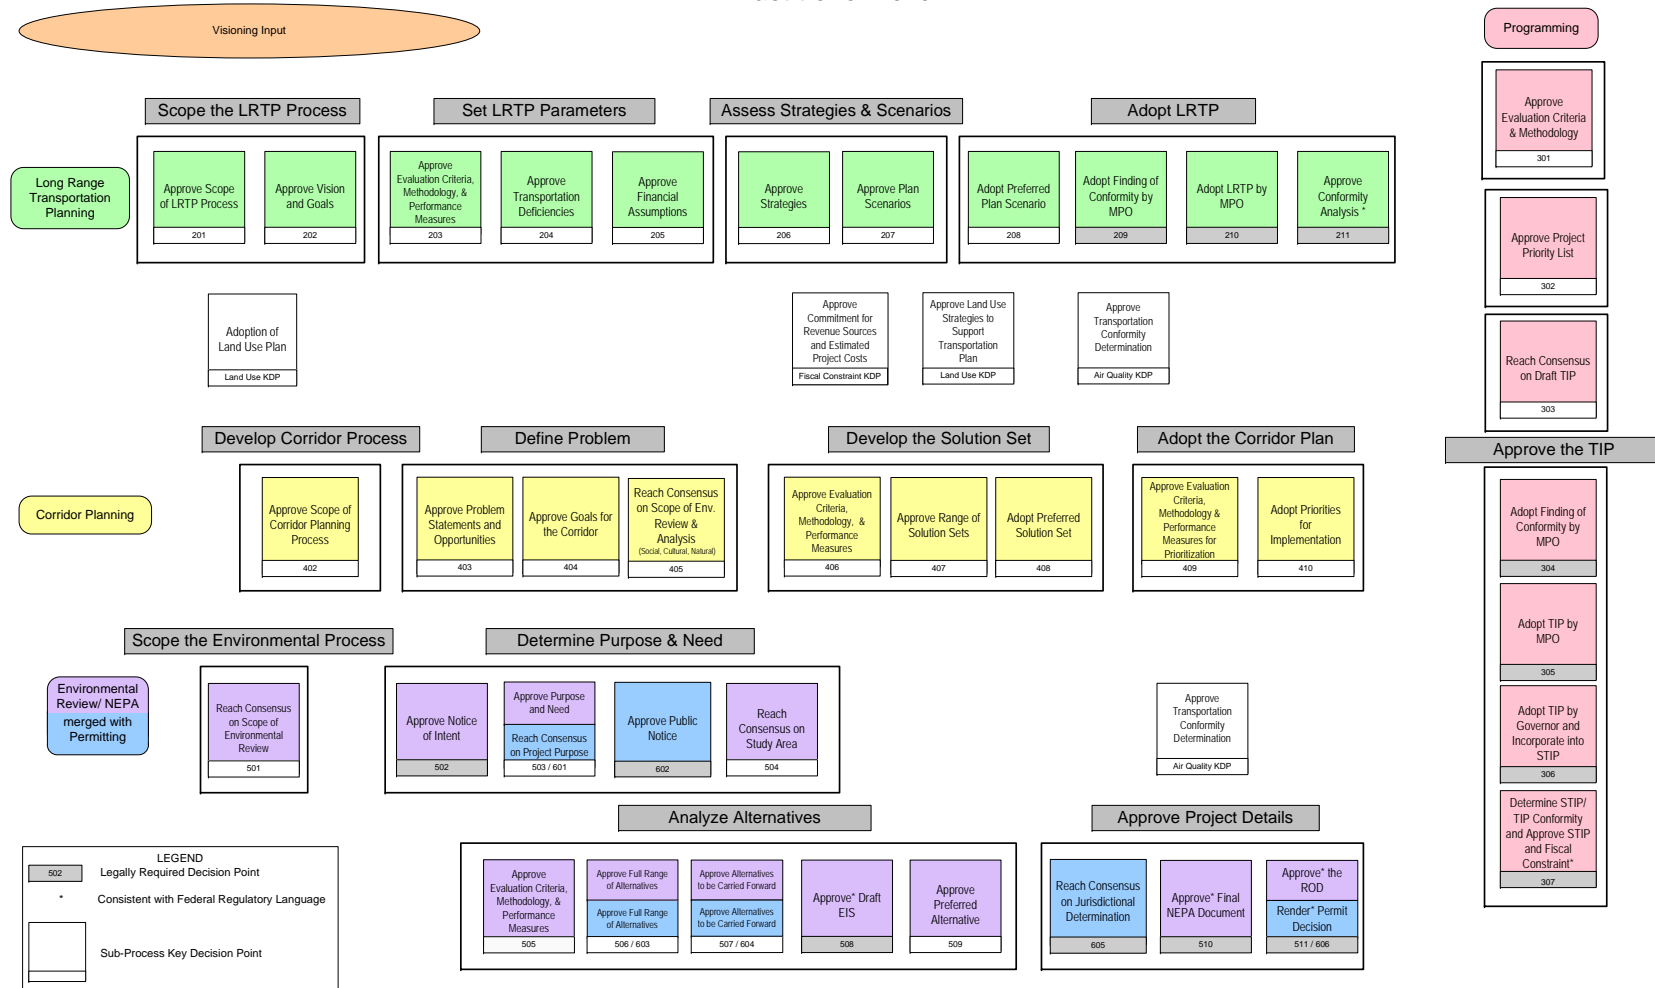 Visioning Input
Programming
Scope the LRTP Process
Set LRTP Parameters
Assess Strategies & Scenarios
Adopt LRTP
Long Range
Transportation
Planning
Approve Scope
of LRTP Process
201
Approve Vision
and Goals
202
Approve
Evaluation Criteria,
Methodology, &
Performance
Measures
203
Approve
Transportation
Deficiencies
204
Approve
Financial
Assumptions
205
Approve
Strategies
206
Approve Plan
Scenarios
207
Adopt Preferred
Plan Scenario
208
Adopt Finding of
Conformity by
MPO
209
Adopt LRTP by
MPO
210
Approve
Conformity
Analysis *
211
Approve
Evaluation Criteria
& Methodology
301
Approve Project
Priority List
302
Reach Consensus
on Draft TIP
303
Adoption of
Land Use Plan
Land Use KDP
Approve
Commitment for
Revenue Sources
and Estimated
Project Costs
Fiscal Constraint KDP
Approve Land Use
Strategies to
Support
Transportation
Plan
Land Use KDP
Approve
Transportation
Conformity
Determination
Air Quality KDP
Develop Corridor Process
Define Problem
Develop the Solution Set
Adopt the Corridor Plan
Approve the TIP
Corridor Planning
Approve Scope of
Corridor Planning
Process
402
Approve Problem
Statements and
Opportunities
403
Approve Goals for
the Corridor
404
Reach Consensus
on Scope of Env.
Review &
Analysis
(Social, Cultural, Natural)
405
Approve Evaluation
Criteria,
Methodology, &
Performance
Measures
406
Approve Range of
Solution Sets
407
Adopt Preferred
Solution Set
408
Approve Evaluation
Criteria,
Methodology &
Performance
Measures for
Prioritization
409
Adopt Priorities
for
Implementation
410
Adopt Finding of
Conformity by
MPO
304
Adopt TIP by
MPO
305
Adopt TIP by
Governor and
Incorporate into
STIP
306
Determine STIP/
TIP Conformity
and Approve STIP
and Fiscal
Constraint*
307
Scope the Environmental Process
Determine Purpose & Need
Environmental
Review/ NEPA
merged with
Permitting
Reach Consensus
on Scope of
Environmental
Review
501
Approve Notice
of Intent
502
Approve Purpose
and Need
Reach Consensus
on Project Purpose
503 / 601
Approve Public
Notice
602
Reach
Consensus on
Study Area
504
Approve
Transportation
Conformity
Determination
Air Quality KDP
Analyze Alternatives
Approve Project Details
Approve
Evaluation Criteria,
Methodology, &
Performance
Measures
505
Approve Full Range
of Alternatives
Approve Full Range
of Alternatives
506 / 603
Approve Alternatives
to be Carried Forward
Approve Alternatives
to be Carried Forward
507 / 604
Approve* Draft
EIS
508
Approve
Preferred
Alternative
509
Reach Consensus
on Jurisdictional
Determination
605
Approve* Final
NEPA Document
510
Approve* the
ROD
Render* Permit
Decision
511 / 606
LEGEND
502
Legally Required Decision Point
*
Consistent with Federal Regulatory Language
Sub-Process Key Decision Point